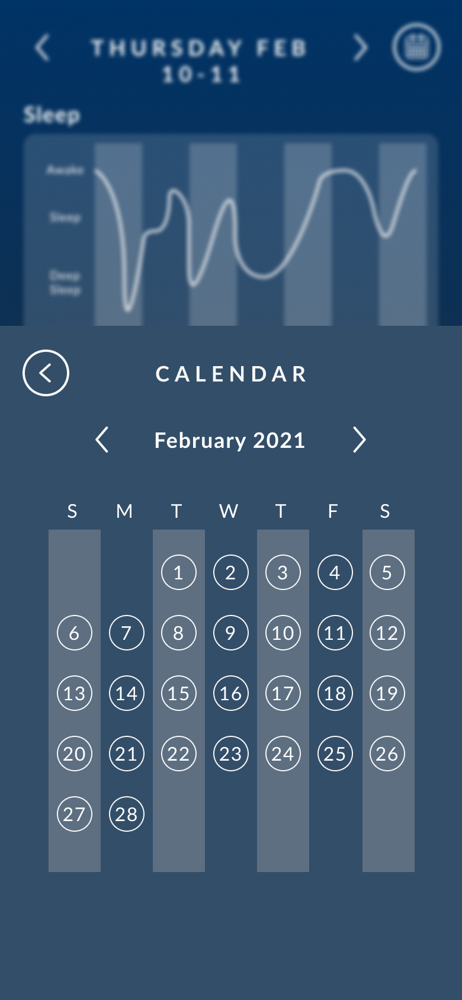 THURSDAY FEB
10-11
Sleep
Awake
Sleep
Deep
Sleep
CALENDAR
February 2021
S M T W T F S
1 2 3 4 5
6 7 8 9 10 11 12
13 14 15 16 17 18 19
20 21 22 23 24 25 26
27 28